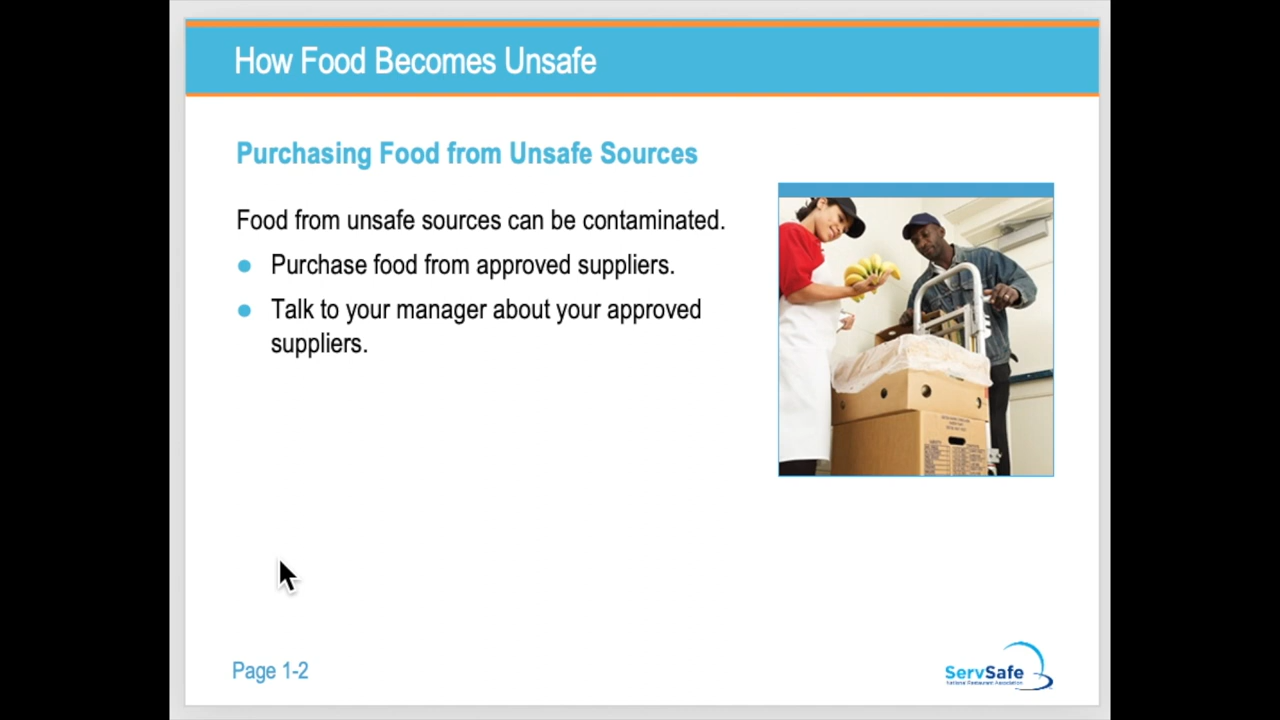 How Food Becomes Unsafe
Purchasing Food from Unsafe Sources
Food from unsafe sources can be contaminated.
Purchase food from approved suppliers.
Talk to your manager about your approved
suppliers.
Page 1-2
ServSafe
National Restaurant Association